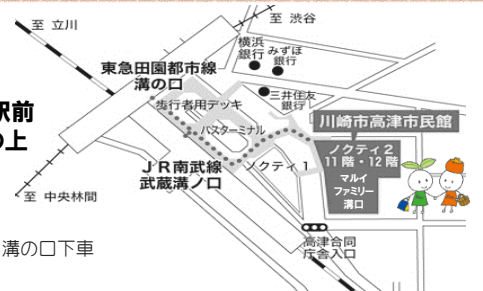 至 立川
至 渋谷
横浜
銀行
みずほ
銀行
東急田園都市線
溝の口
三井住友
銀行
駅前
の上
歩行者用デッキ
バスターミナル
川崎市高津市民館
ノクティ2
11階・12階
マルイ
ファミリー
溝口
JR南武線
武蔵溝ノ口
ノクティ1
至 中央林間
溝の口下車
高津合同
庁舎入口